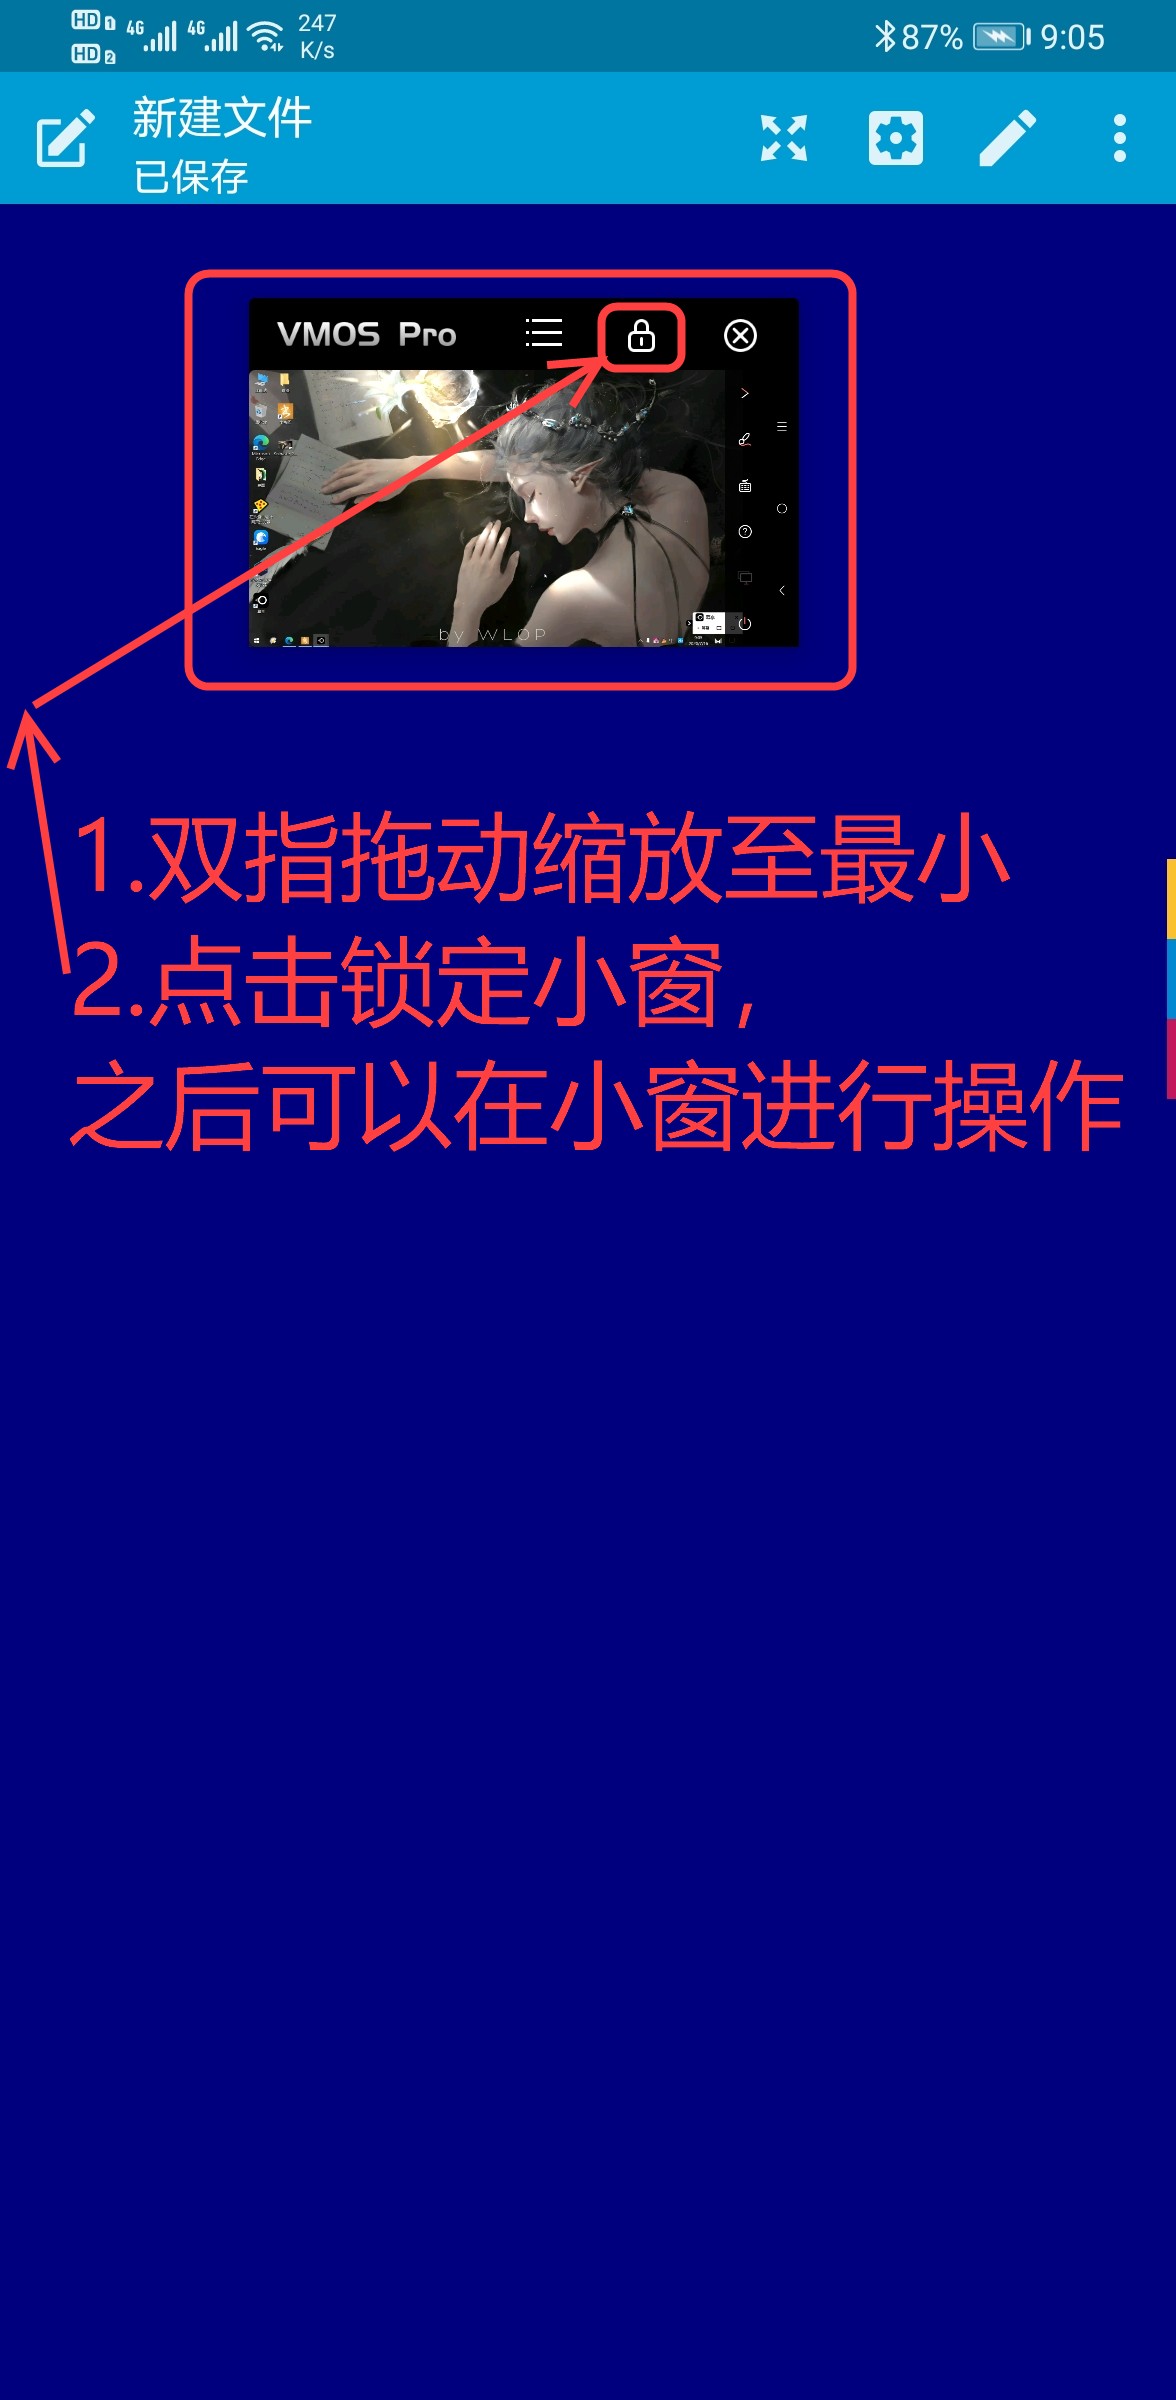 HD 1
HD 2
4G 4G
247
K/s
87% 9:05
新建文件
已保存
VMOS Pro
by WLOP
1.双指拖动缩放至最小
2.点击锁定小窗，
之后可以在小窗进行操作